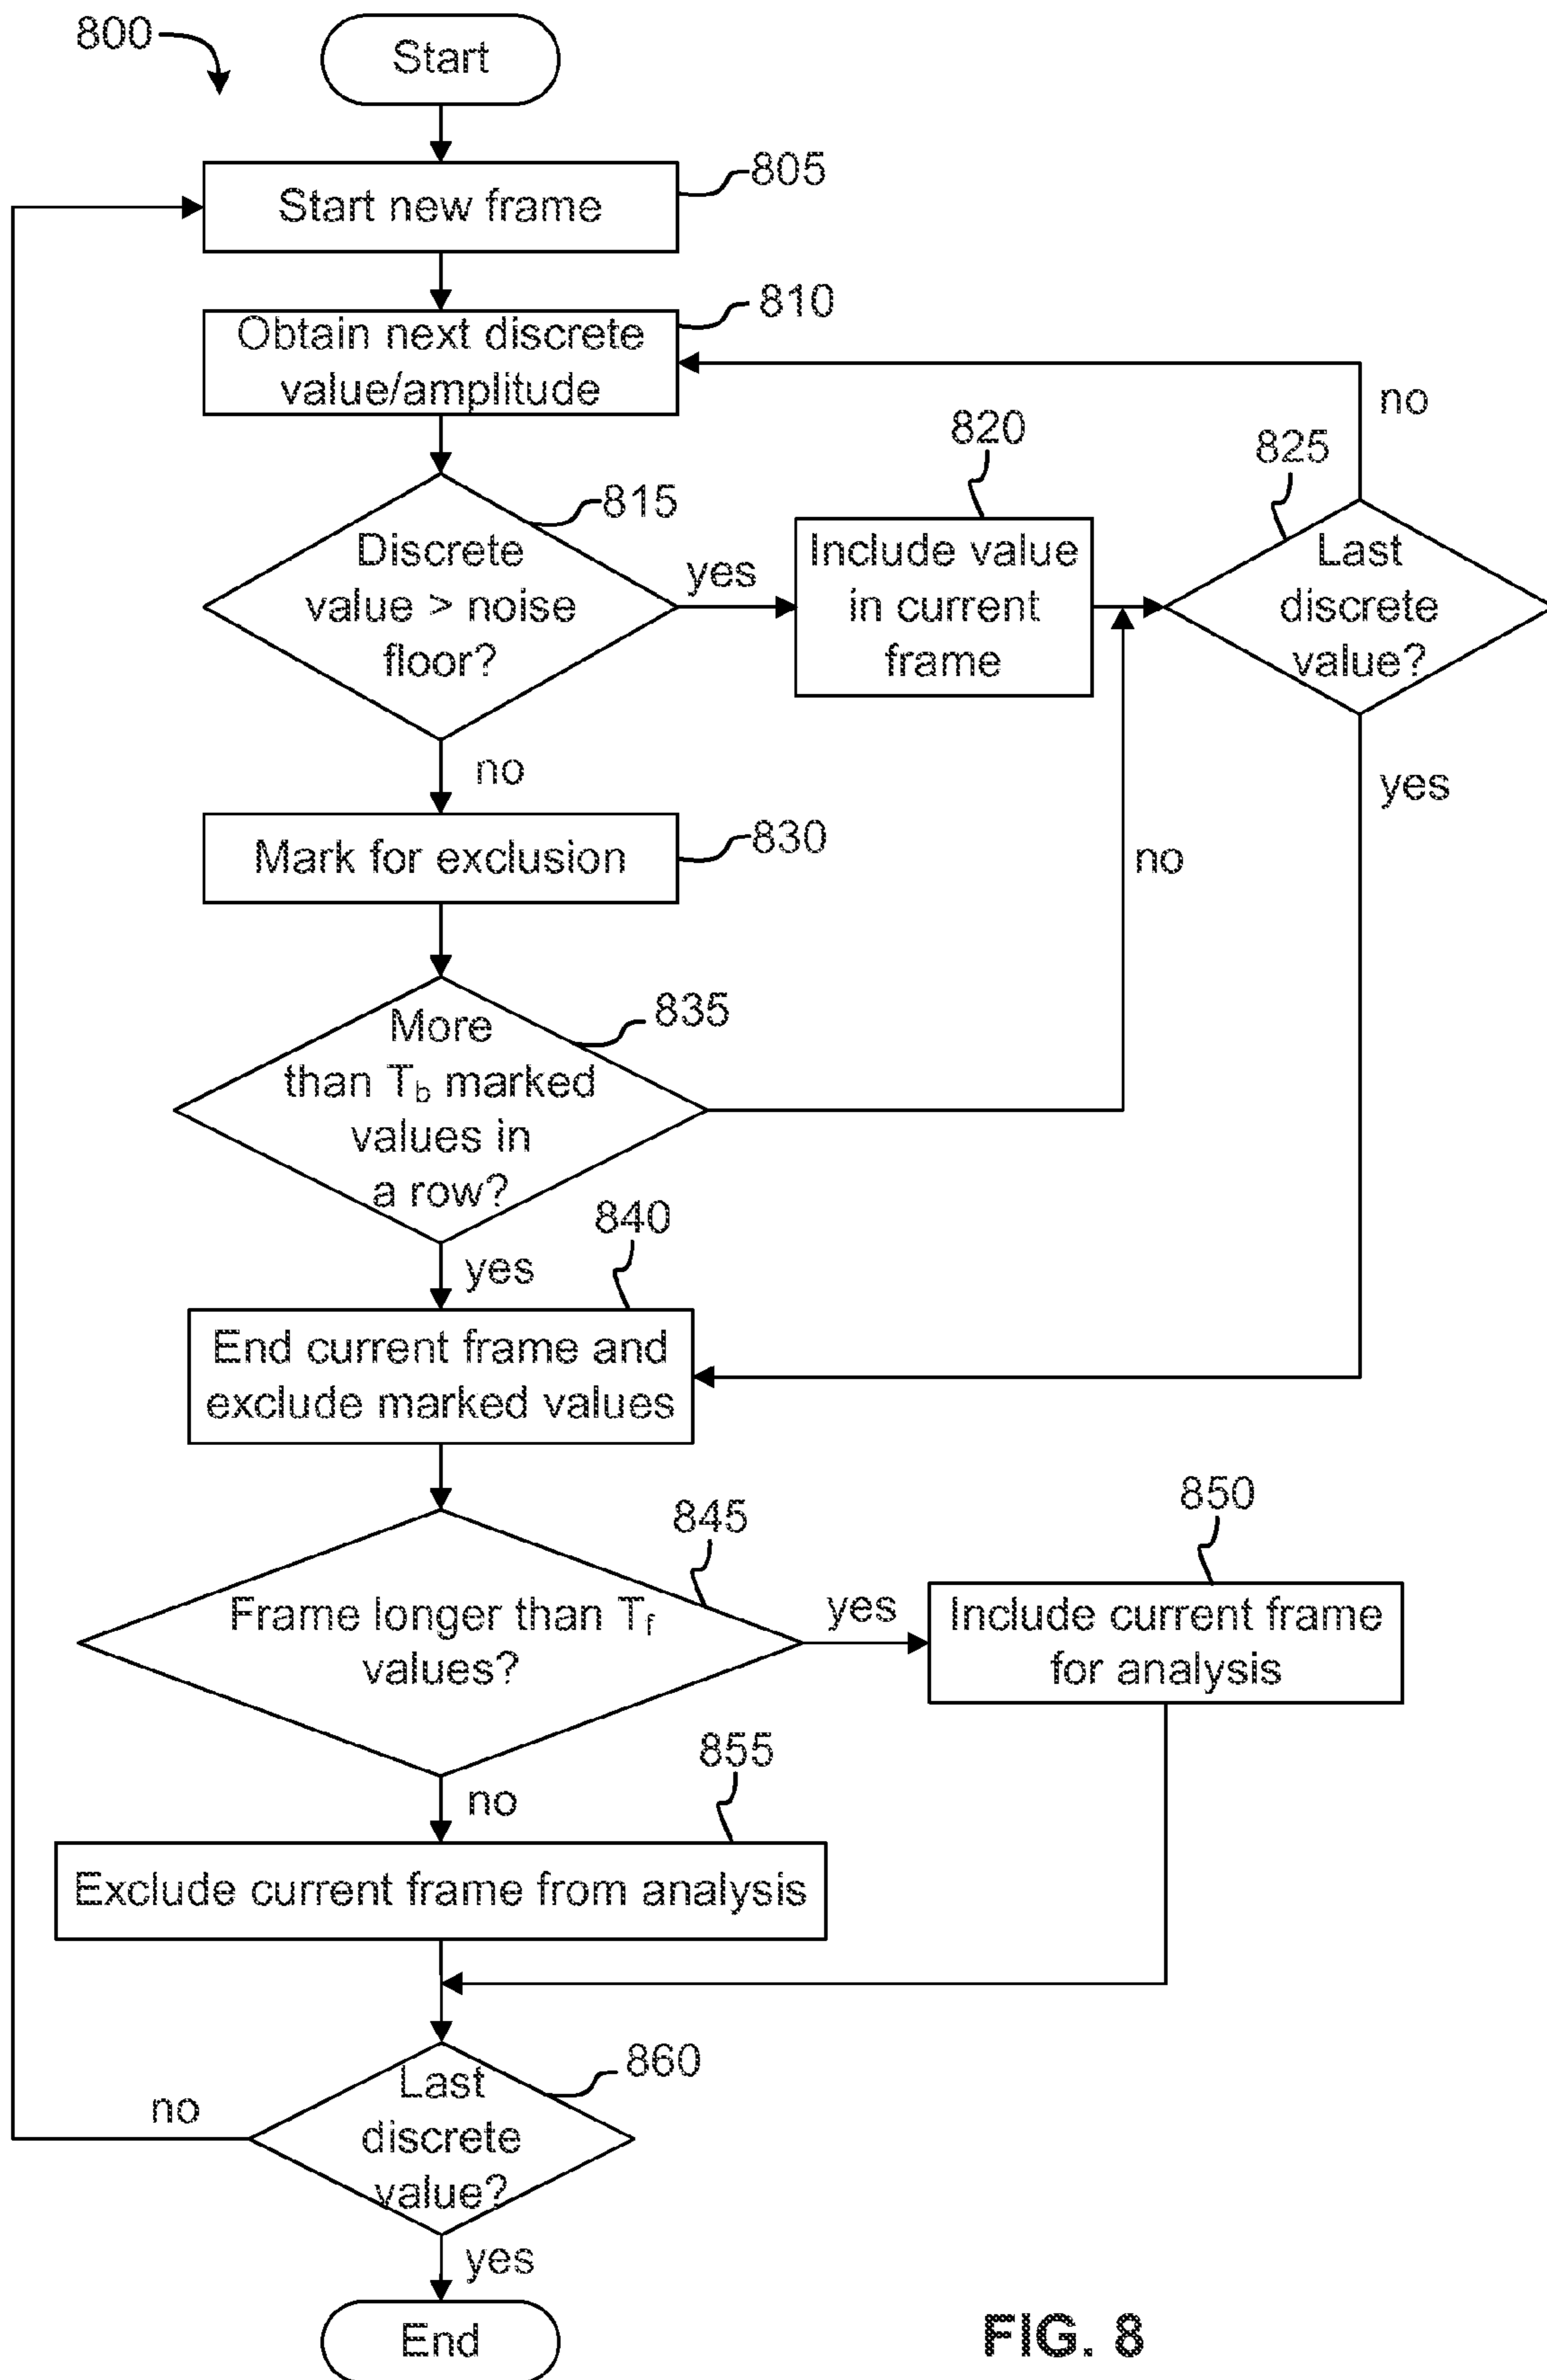 800
Start
805
Start new frame
810
Obtain next discrete
value/amplitude
no
820
825
815
Discrete
value > noise
floor?
yes
Include value
in current
frame
Last
discrete
value?
no
yes
Mark for exclusion
830
no
835
More
than Tb marked
values in
a row?
840
yes
End current frame and
exclude marked values
845
850
Frame longer than Tf
values?
yes
Include current frame
for analysis
855
no
Exclude current frame from analysis
860
Last
discrete
value?
no
yes
End
FIG. 8